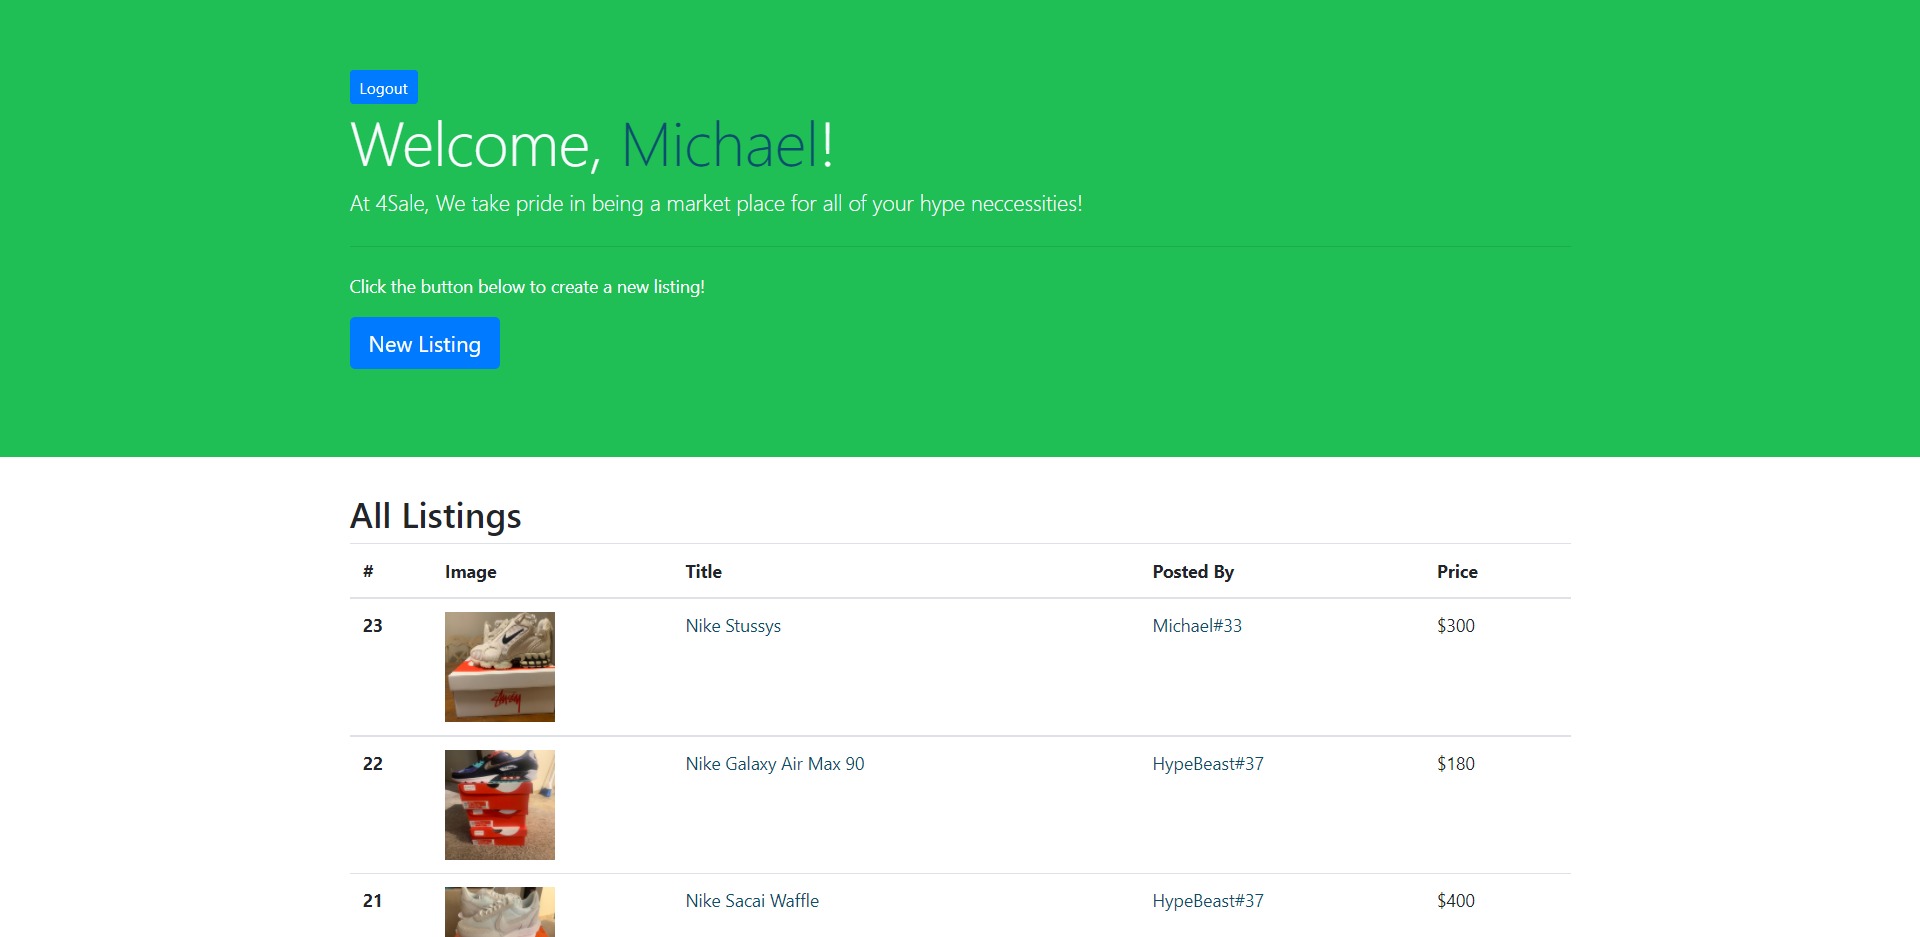 Logout
Welcome, Michael!
At 4Sale, We take pride in being a market place for all of your hype neccessities!
Click the button below to create a new listing!
New Listing
All Listings
# Image Title Posted By Price
23 Nike Stussys Michael#33 $300
Stüssy
22 Nike Galaxy Air Max 90 HypeBeast#37 $180
21 Nike Sacai Waffle HypeBeast#37 $400